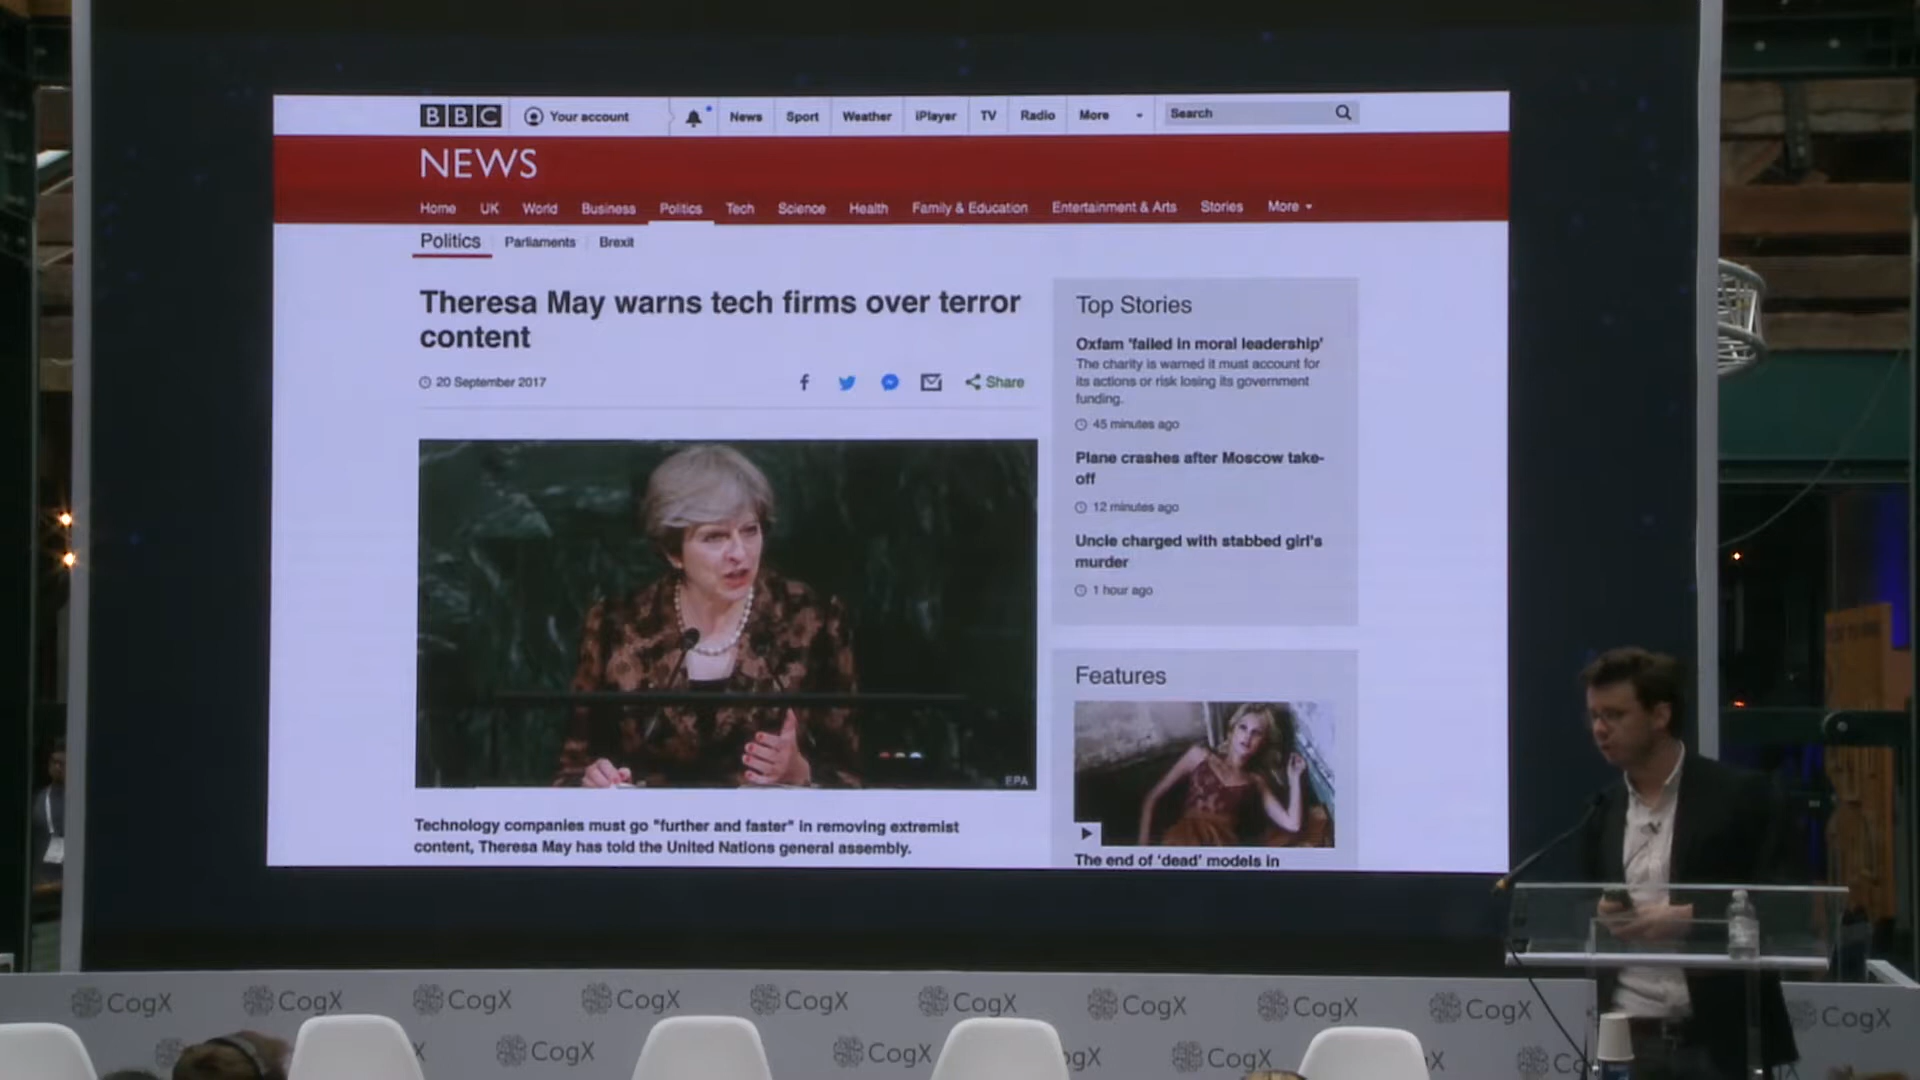 BBC Your account News Sport Weather iPlayer TV Radio More Search
NEWS
Home UK World Business Politics Tech Science Health Family & Education Entertainment & Arts Stories More
Politics Parliaments Brexit
Theresa May warns tech firms over terror
content
20 September 2017
f Share
EPA
Technology companies must go "further and faster" in removing extremist
content, Theresa May has told the United Nations general assembly.
Top Stories
Oxfam 'failed in moral leadership'
The charity is warned it must account for
its actions or risk losing its government
funding.
45 minutes ago
Plane crashes after Moscow take-
off
12 minutes ago
Uncle charged with stabbed girl's
murder
1 hour ago
Features
The end of 'dead' models in
CogX CogX CogX CogX CogX CogX CogX CogX CogX CogX
X CogX CogX ogX CogX X Co